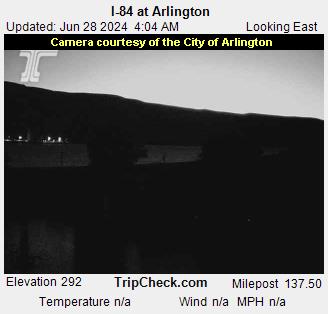 I-84 at Arlington
Updated: Jun 28 2024 4:04 AM Looking East
Camera courtesy of the City of Arlington
Elevation 292 TripCheck.com Milepost 137.50
Temperature n/a Wind n/a MPH n/a